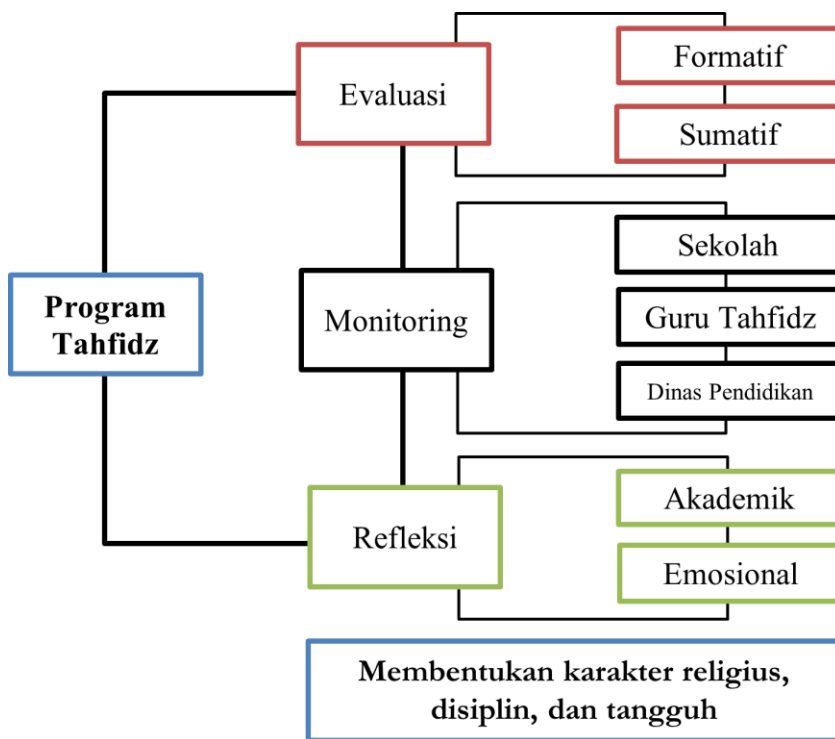 Evaluasi
Formatif
Sumatif
Program
Tahfidz
Monitoring
Sekolah
Guru Tahfidz
Dinas Pendidikan
Refleksi
Akademik
Emosional
Membentukan karakter religius,
disiplin, dan tangguh